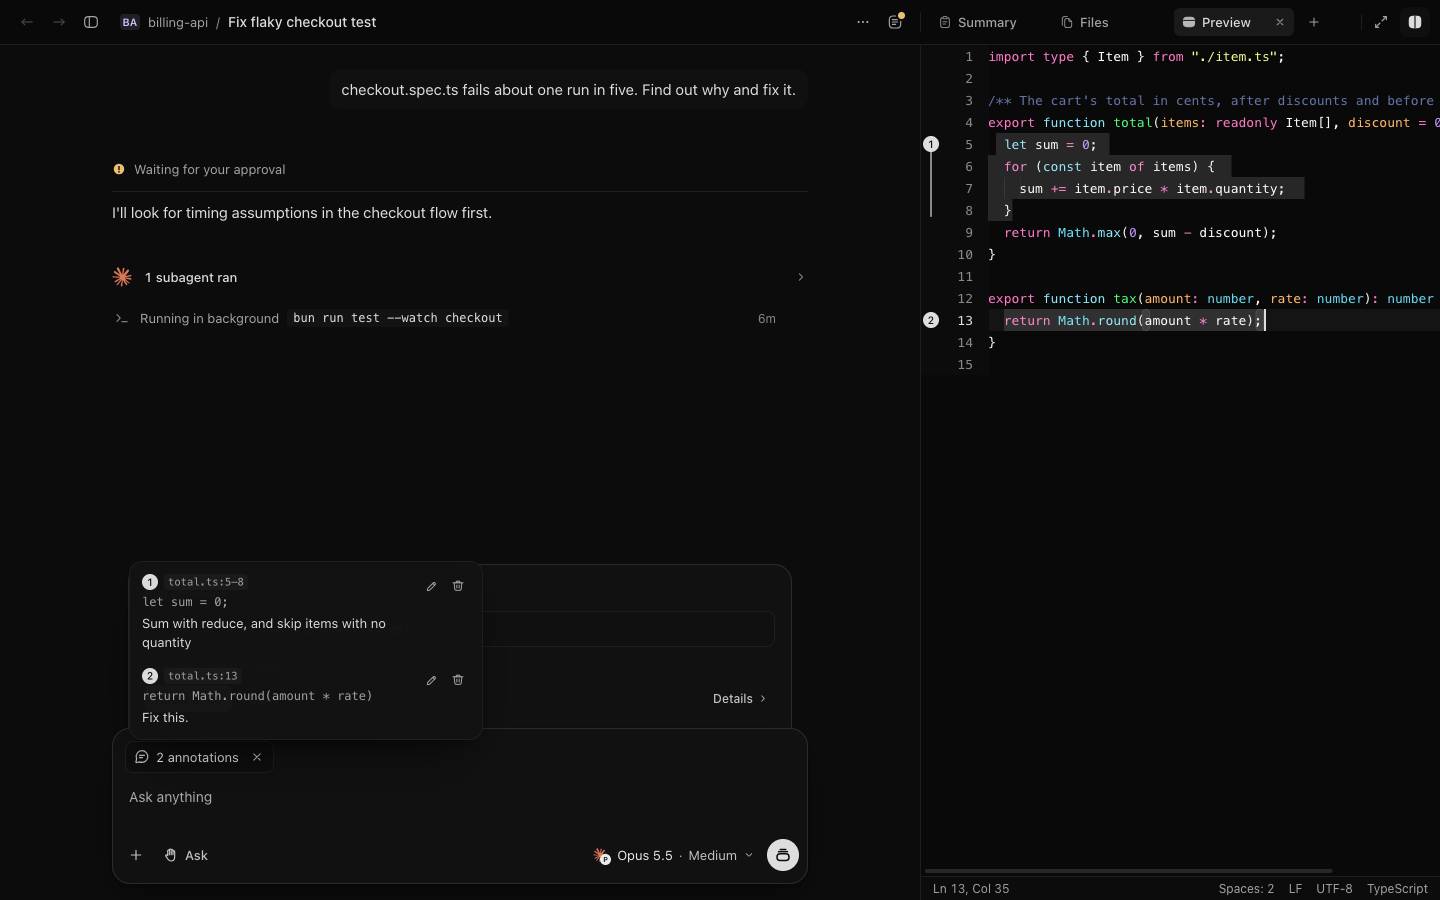 BA billing-api / Fix flaky checkout test
Summary
Files
Preview
checkout.spec.ts fails about one run in five. Find out why and fix it.
Waiting for your approval
I'll look for timing assumptions in the checkout flow first.
1 subagent ran
Running in background bun run test --watch checkout 6m
1 total.ts:5–8
let sum = 0;
Sum with reduce, and skip items with no
quantity
2 total.ts:13
return Math.round(amount * rate)
Fix this.
Details
2 annotations
Ask anything
Ask
P Opus 5.5 · Medium
1 import type { Item } from "./item.ts";
2
3 /** The cart's total in cents, after discounts and before
4 export function total(items: readonly Item[], discount = 0
1 5 let sum = 0;
6 for (const item of items) {
7 sum += item.price * item.quantity;
8 }
9 return Math.max(0, sum - discount);
10 }
11
12 export function tax(amount: number, rate: number): number
2 13 return Math.round(amount * rate);
14 }
15
Ln 13, Col 35
Spaces: 2 LF UTF-8 TypeScript